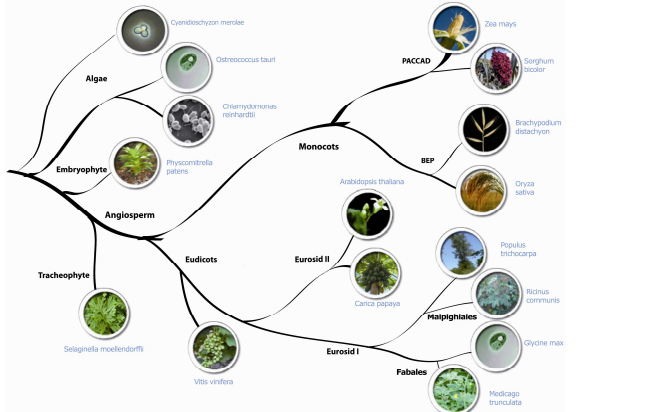 Cyanidioschyzon merolae
Zea mays
Ostreococcus tauri
PACCAD
Sorghum
bicolor
Algae
Chlamydomonas
reinhardtii
Brachypodium
distachyon
Monocots
BEP
Embryophyte
Physcomitrella
patens
Arabidopsis thaliana
Oryza
sativa
Angiosperm
Populus
trichocarpa
Eudicots
Eurosid II
Tracheophyte
Ricinus
communis
Carica papaya
Malpighiales
Selaginella moellendorffii
Eurosid I
Glycine max
Fabales
Vitis vinifera
Medicago
trunculata